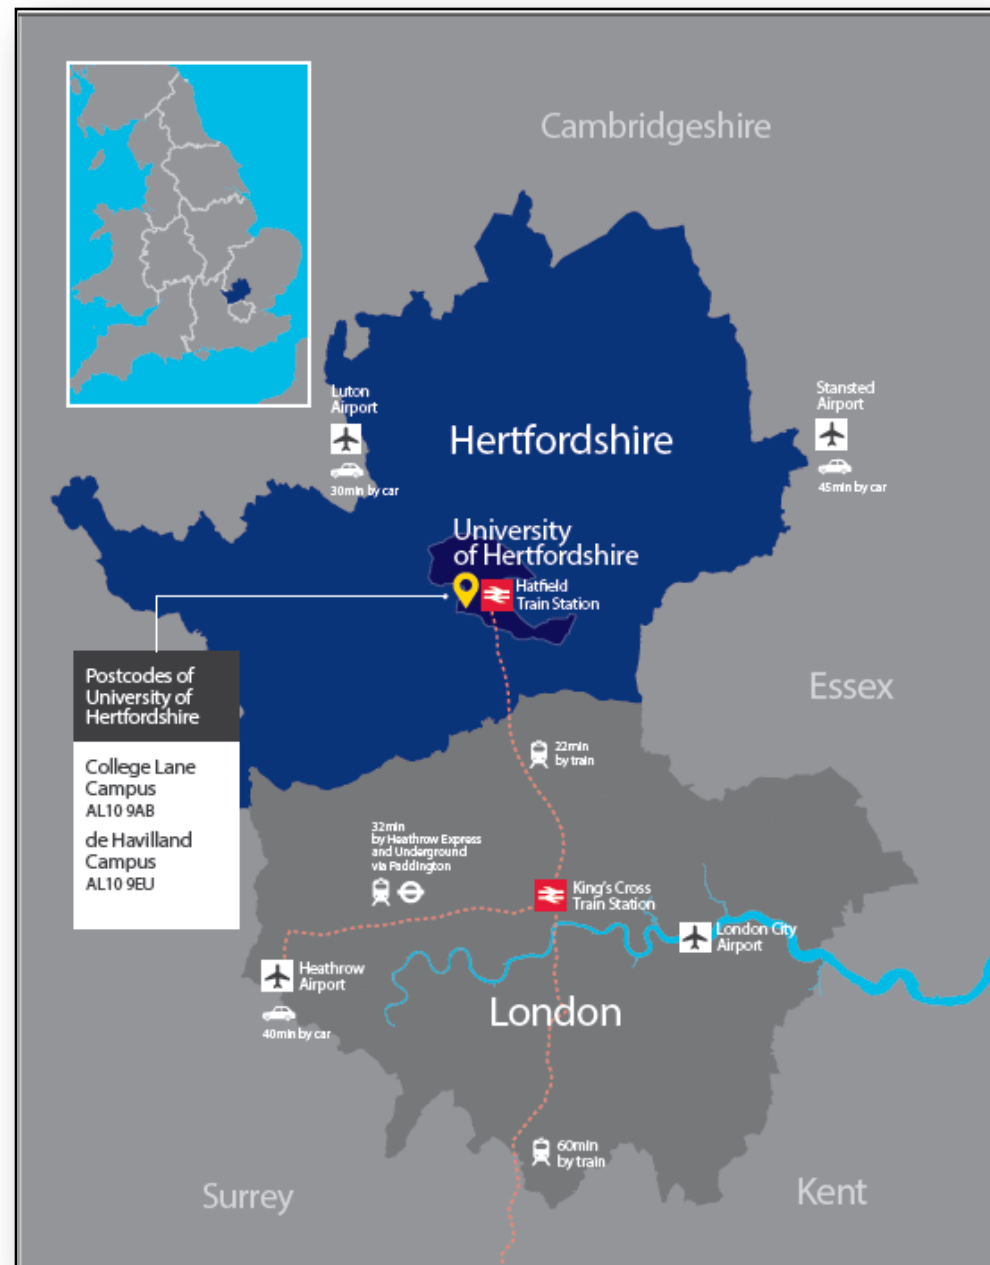 Cambridgeshire
Luton
Airport
30min by car
Hertfordshire
Stansted
Airport
45min by car
University
of Hertfordshire
Hatfield
Train Station
Postcodes of
University of
Hertfordshire
College Lane
Campus
AL10 9AB
de Havilland
Campus
AL10 9EU
Essex
22min
by train
32min
by Heathrow Express
and Underground
via Paddington
King's Cross
Train Station
London City
Airport
Heathrow
Airport
40min by car
London
60min
by train
Surrey
Kent